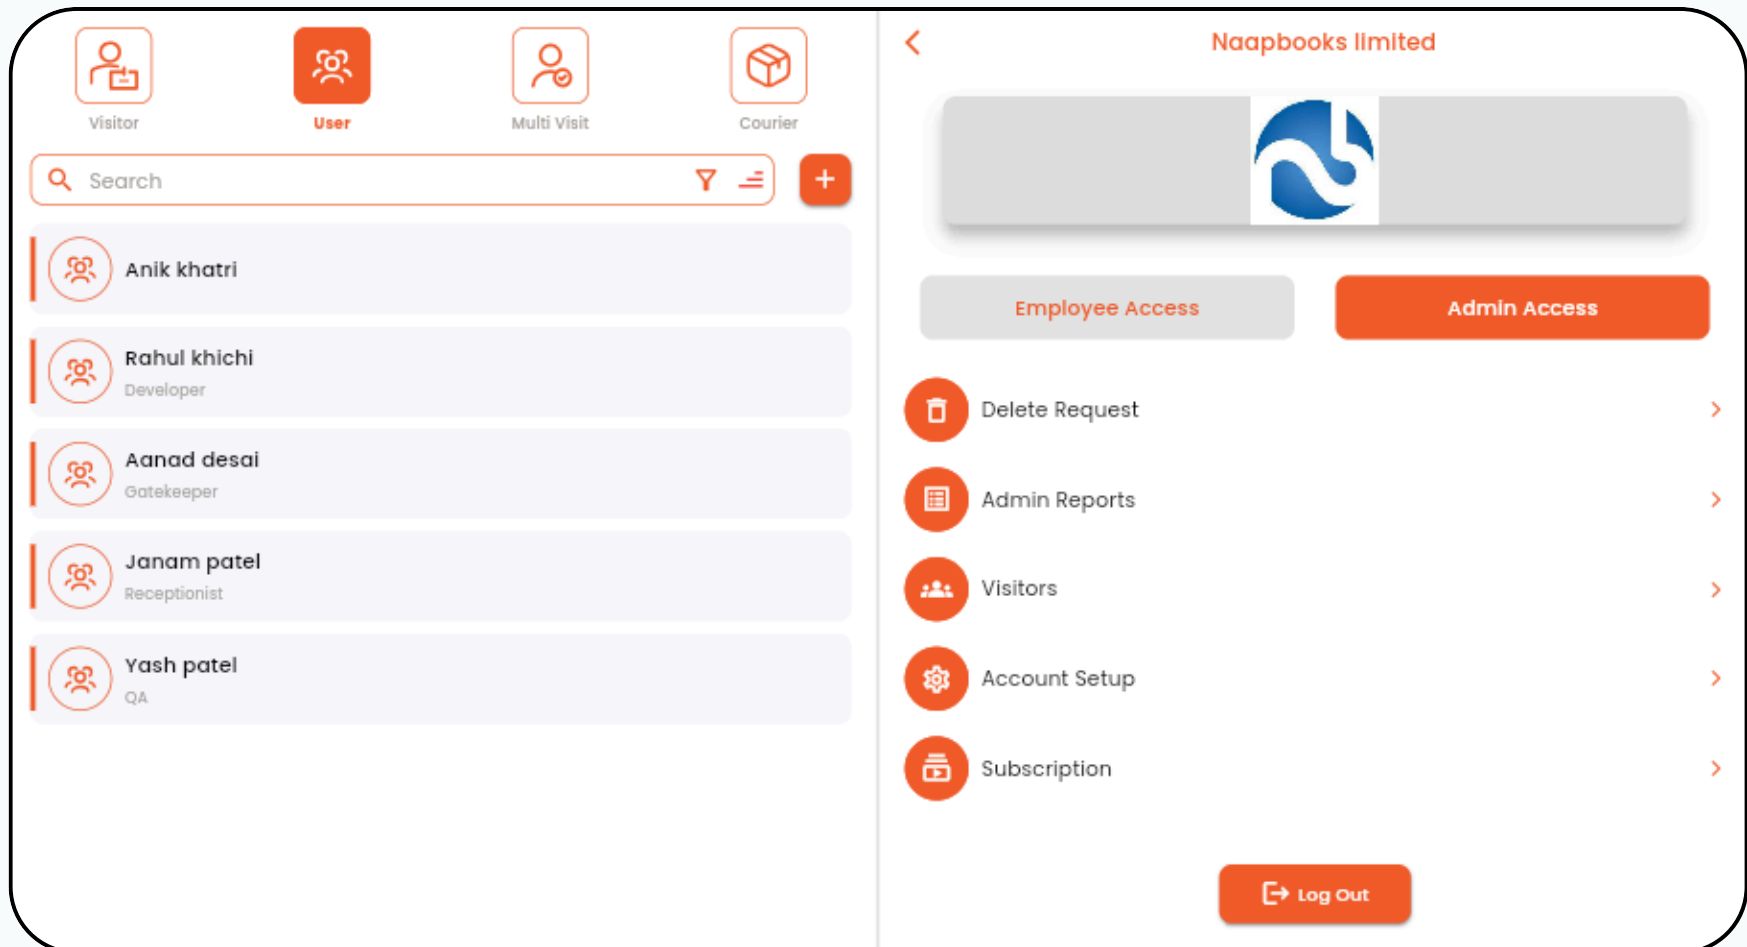 Visitor
User
Multi Visit
Courier
Search
Anik khatri
Rahul khichi
Developer
Aanad desai
Gatekeeper
Janam patel
Receptionist
Yash patel
QA
Naapbooks limited
Employee Access
Admin Access
Delete Request
Admin Reports
Visitors
Account Setup
Subscription
Log Out